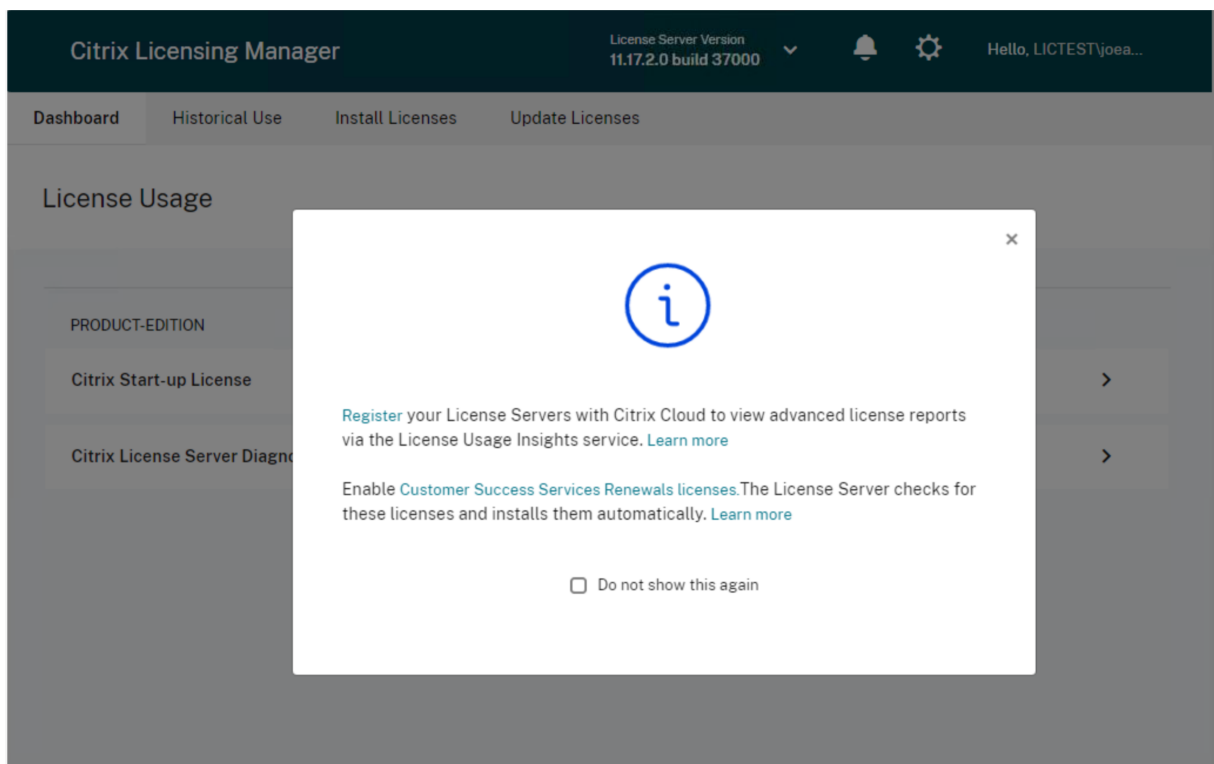 Citrix Licensing Manager
License Server Version
11.17.2.0 build 37000
Hello, LICTEST\joea...
Dashboard Historical Use Install Licenses Update Licenses
License Usage
PRODUCT-EDITION
Citrix Start-up License
Citrix License Server Diagno
Register your License Servers with Citrix Cloud to view advanced license reports
via the License Usage Insights service. Learn more
Enable Customer Success Services Renewals licenses.The License Server checks for
these licenses and installs them automatically. Learn more
Do not show this again